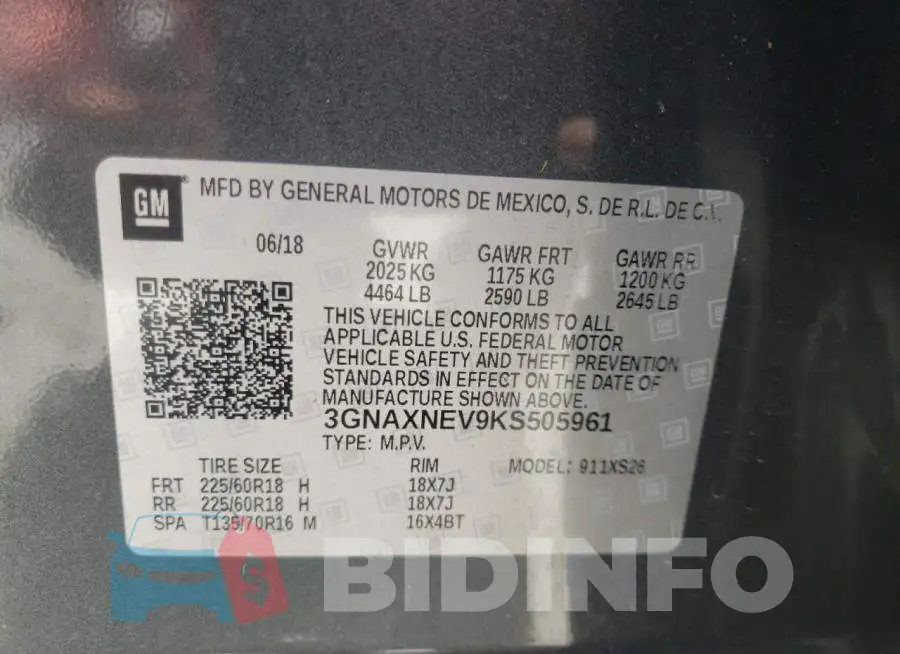 GM
MFD BY GENERAL MOTORS DE MEXICO, S. DE R.L. DE C.V.
06/18
GVWR GAWR FRT GAWR RR
2025 KG 1175 KG 1200 KG
4464 LB 2590 LB 2645 LB
THIS VEHICLE CONFORMS TO ALL
APPLICABLE U.S. FEDERAL MOTOR
VEHICLE SAFETY AND THEFT PREVENTION
STANDARDS IN EFFECT ON THE DATE OF
MANUFACTURE SHOWN ABOVE.
3GNAXNEV9KS505961
TYPE: M.P.V.
TIRE SIZE RIM MODEL: 911XS26
FRT 225/60R18 H 18X7J
RR 225/60R18 H 18X7J
SPA T135/70R16 M 16X4BT
$ BIDINFO